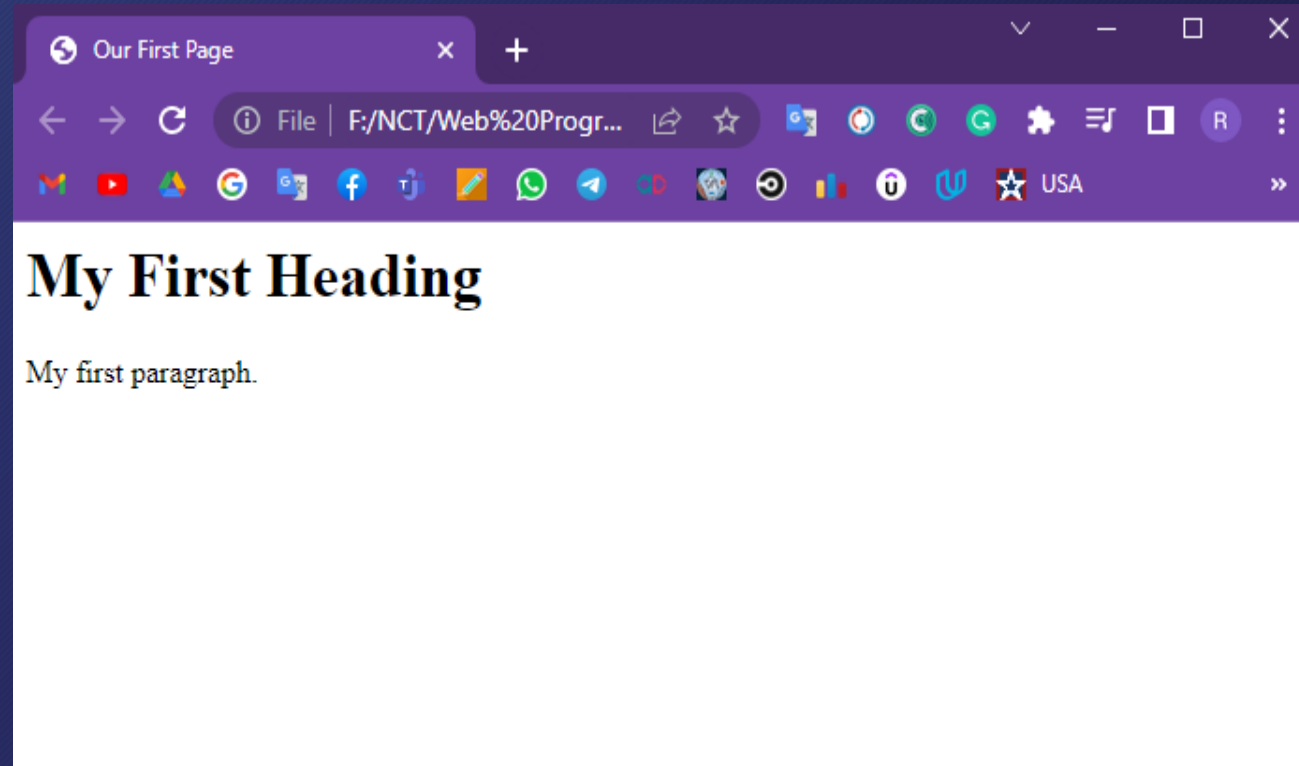 Our First Page
File F:/NCT/Web%20Progr... R
USA
My First Heading
My first paragraph.